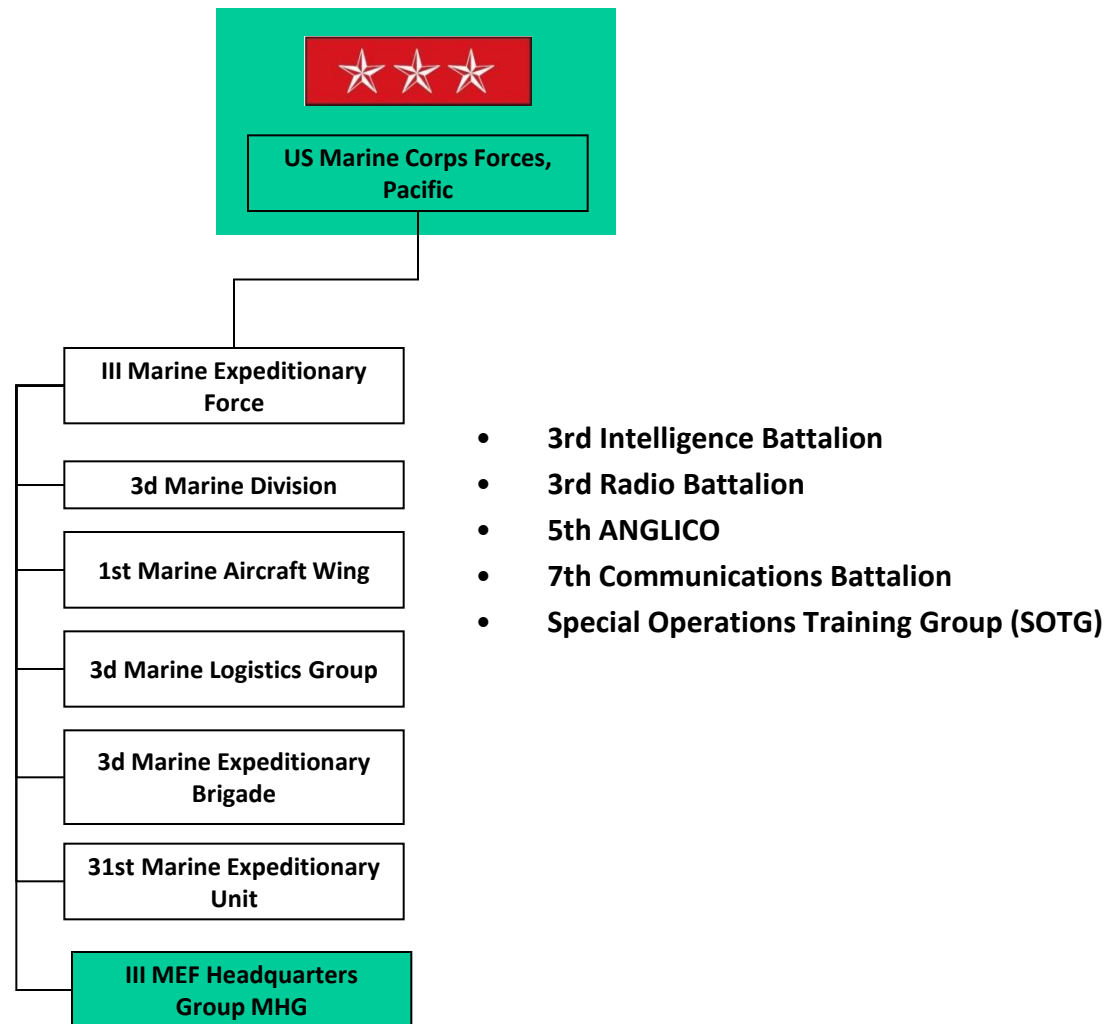 US Marine Corps Forces,
Pacific
III Marine Expeditionary
Force
3d Marine Division
1st Marine Aircraft Wing
3d Marine Logistics Group
3d Marine Expeditionary
Brigade
31st Marine Expeditionary
Unit
III MEF Headquarters
Group MHG
• 3rd Intelligence Battalion
• 3rd Radio Battalion
• 5th ANGLICO
• 7th Communications Battalion
• Special Operations Training Group (SOTG)